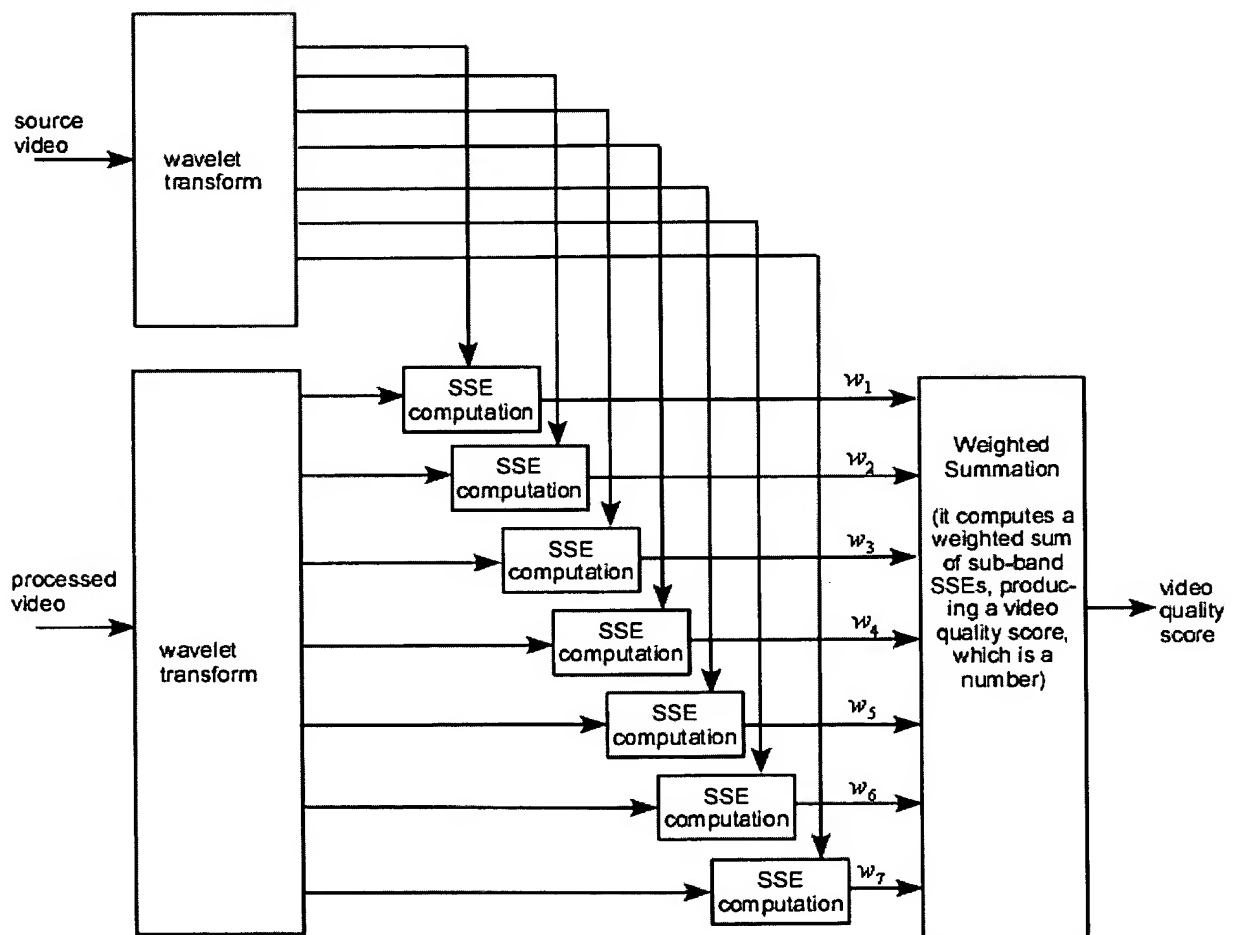 source
video
wavelet
transform
SSE
computation
w1
SSE
computation
w2
SSE
computation
w3
SSE
computation
w4
SSE
computation
w5
SSE
computation
w6
SSE
computation
w7
processed
video
wavelet
transform
Weighted
Summation
(it computes a
weighted sum
of sub-band
SSEs, produc-
ing a video
quality score,
which is a
number)
video
quality
score